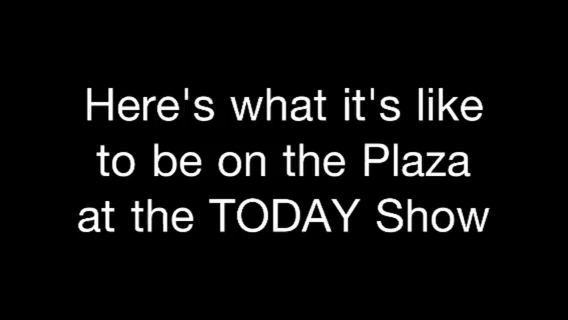 Here's what it's like
to be on the Plaza
at the TODAY Show